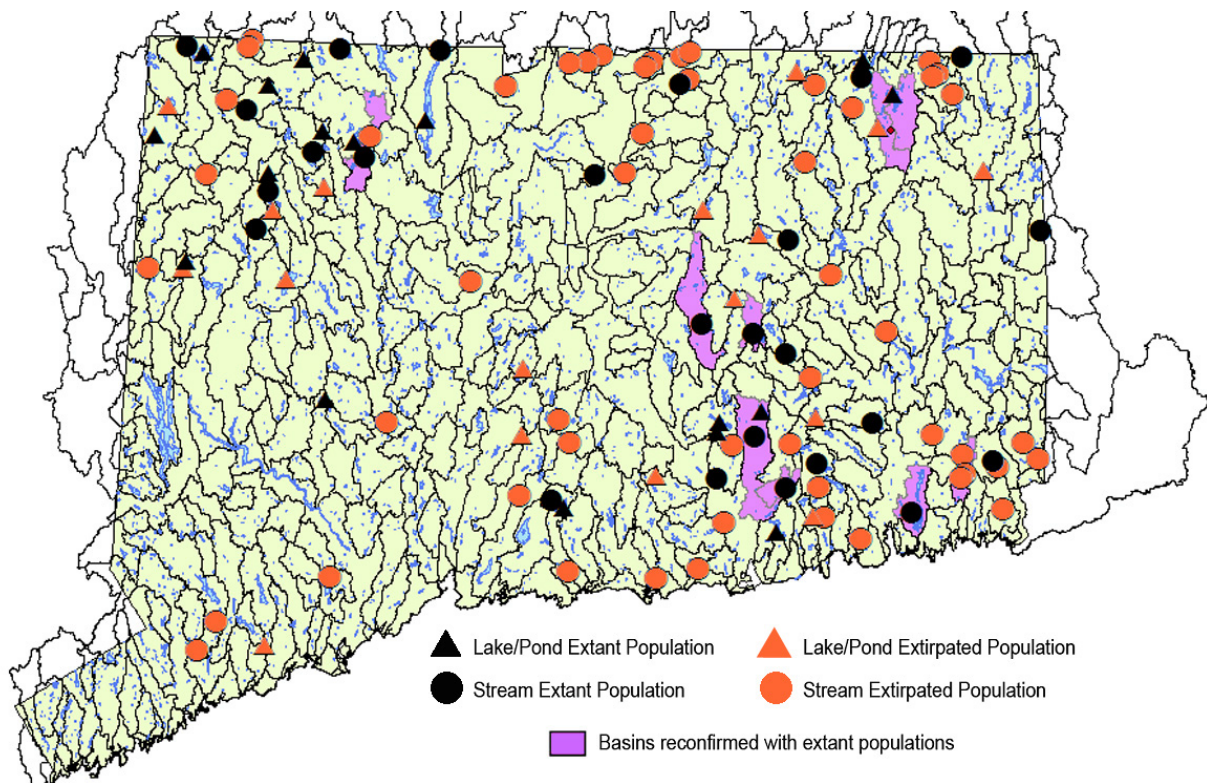 Lake/Pond Extant Population
Lake/Pond Extirpated Population
Stream Extant Population
Stream Extirpated Population
Basins reconfirmed with extant populations